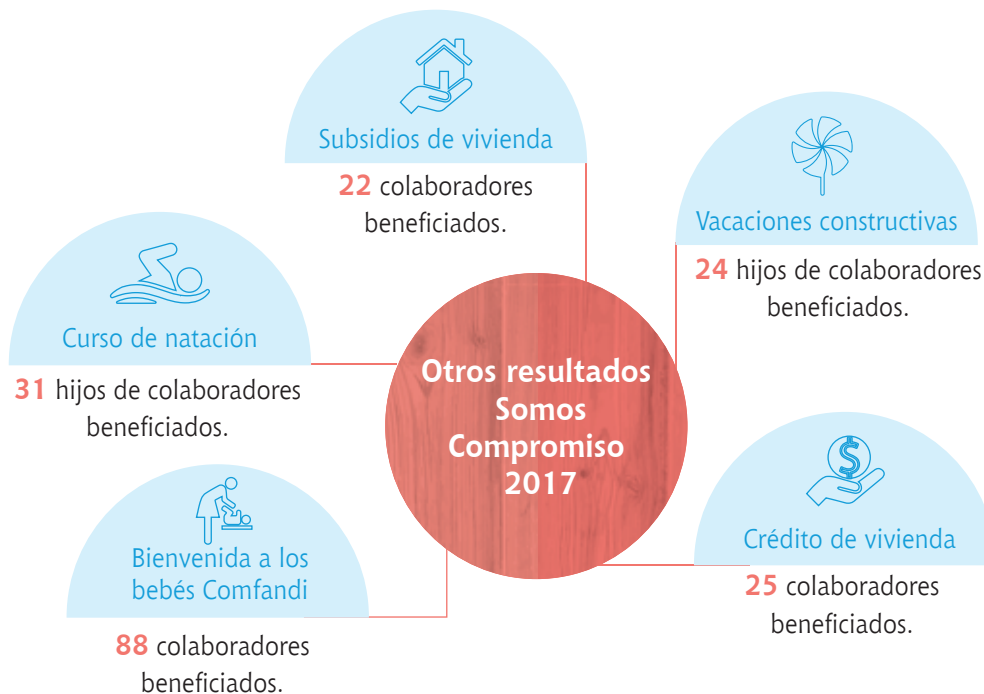 Subsidios de vivienda
22 colaboradores
beneficiados.
Vacaciones constructivas
24 hijos de colaboradores
beneficiados.
Curso de natación
31 hijos de colaboradores
beneficiados.
Otros resultados
Somos
Compromiso
2017
Bienvenida a los
bebés Comfandi
88 colaboradores
beneficiados.
$
Crédito de vivienda
25 colaboradores
beneficiados.